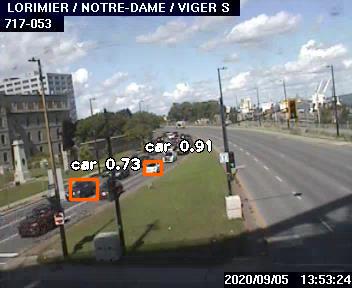 LORIMIER / NOTRE-DAME / VIGER S
717-053
car 0.91
car 0.73
2020/09/05 13:53:24